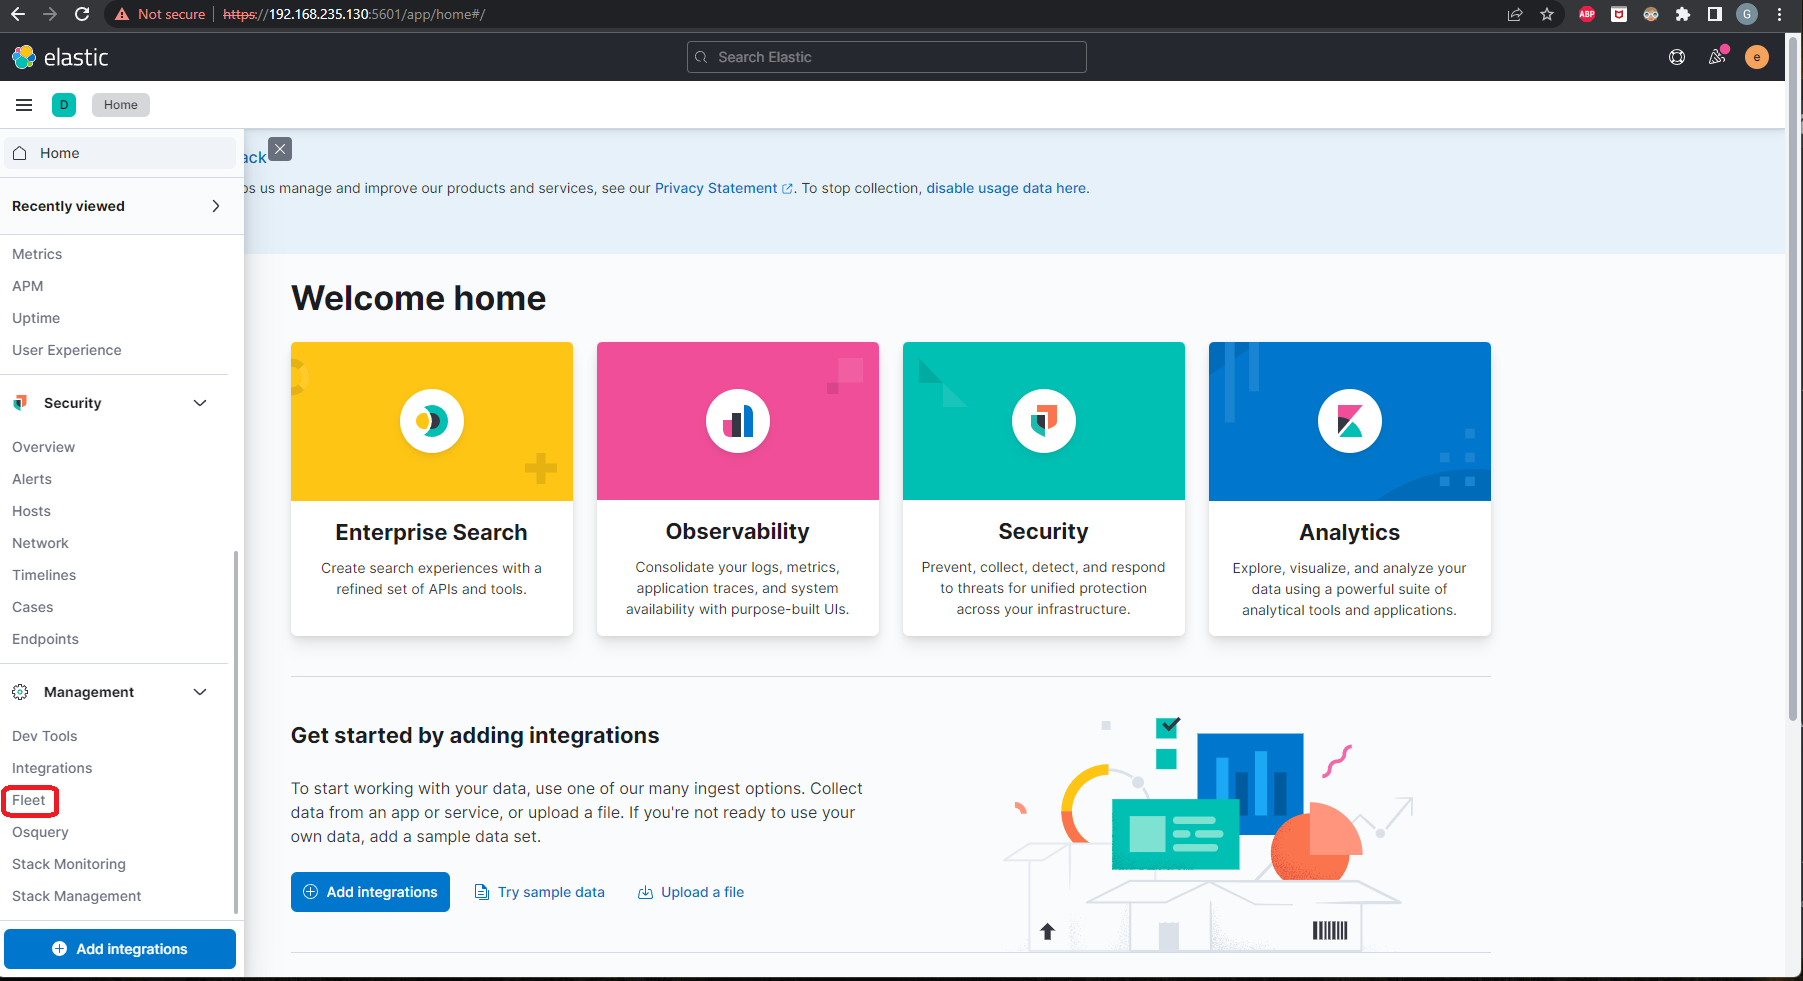 Not secure https://192.168.235.130:5601/app/home#/
ABP
G
elastic
Search Elastic
e
D
Home
Home
ack
Recently viewed
ps us manage and improve our products and services, see our Privacy Statement. To stop collection, disable usage data here.
Metrics
APM
Uptime
User Experience
Security
Overview
Alerts
Hosts
Network
Timelines
Cases
Endpoints
Management
Dev Tools
Integrations
Fleet
Osquery
Stack Monitoring
Stack Management
Add integrations
Welcome home
Enterprise Search
Create search experiences with a
refined set of APIs and tools.
Observability
Consolidate your logs, metrics,
application traces, and system
availability with purpose-built UIs.
Security
Prevent, collect, detect, and respond
to threats for unified protection
across your infrastructure.
Analytics
Explore, visualize, and analyze your
data using a powerful suite of
analytical tools and applications.
Get started by adding integrations
To start working with your data, use one of our many ingest options. Collect
data from an app or service, or upload a file. If you're not ready to use your
own data, add a sample data set.
Add integrations
Try sample data
Upload a file